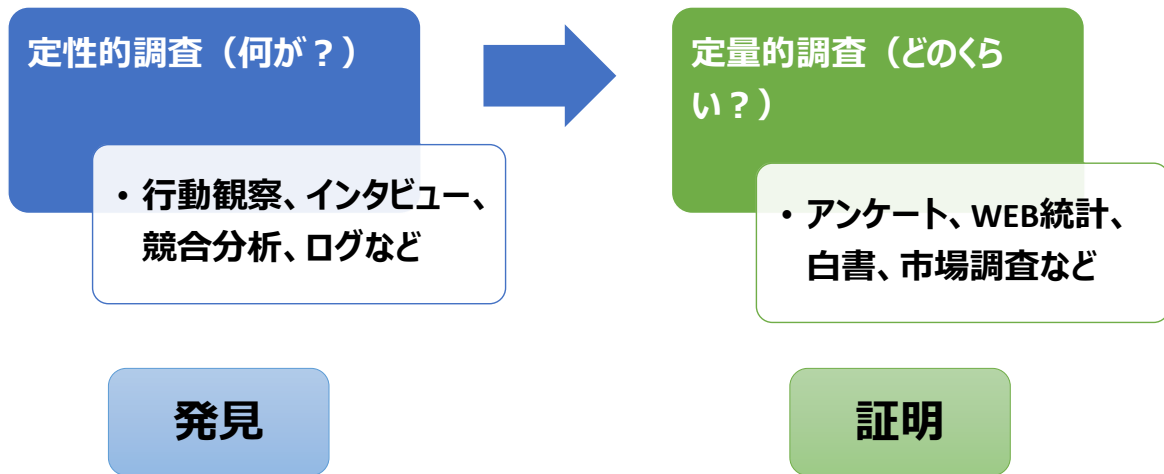 定性的調査（何が？）
・行動観察、インタビュー、
競合分析、ログなど
発見
定量的調査（どのくら
い？）
・アンケート、WEB統計、
白書、市場調査など
証明